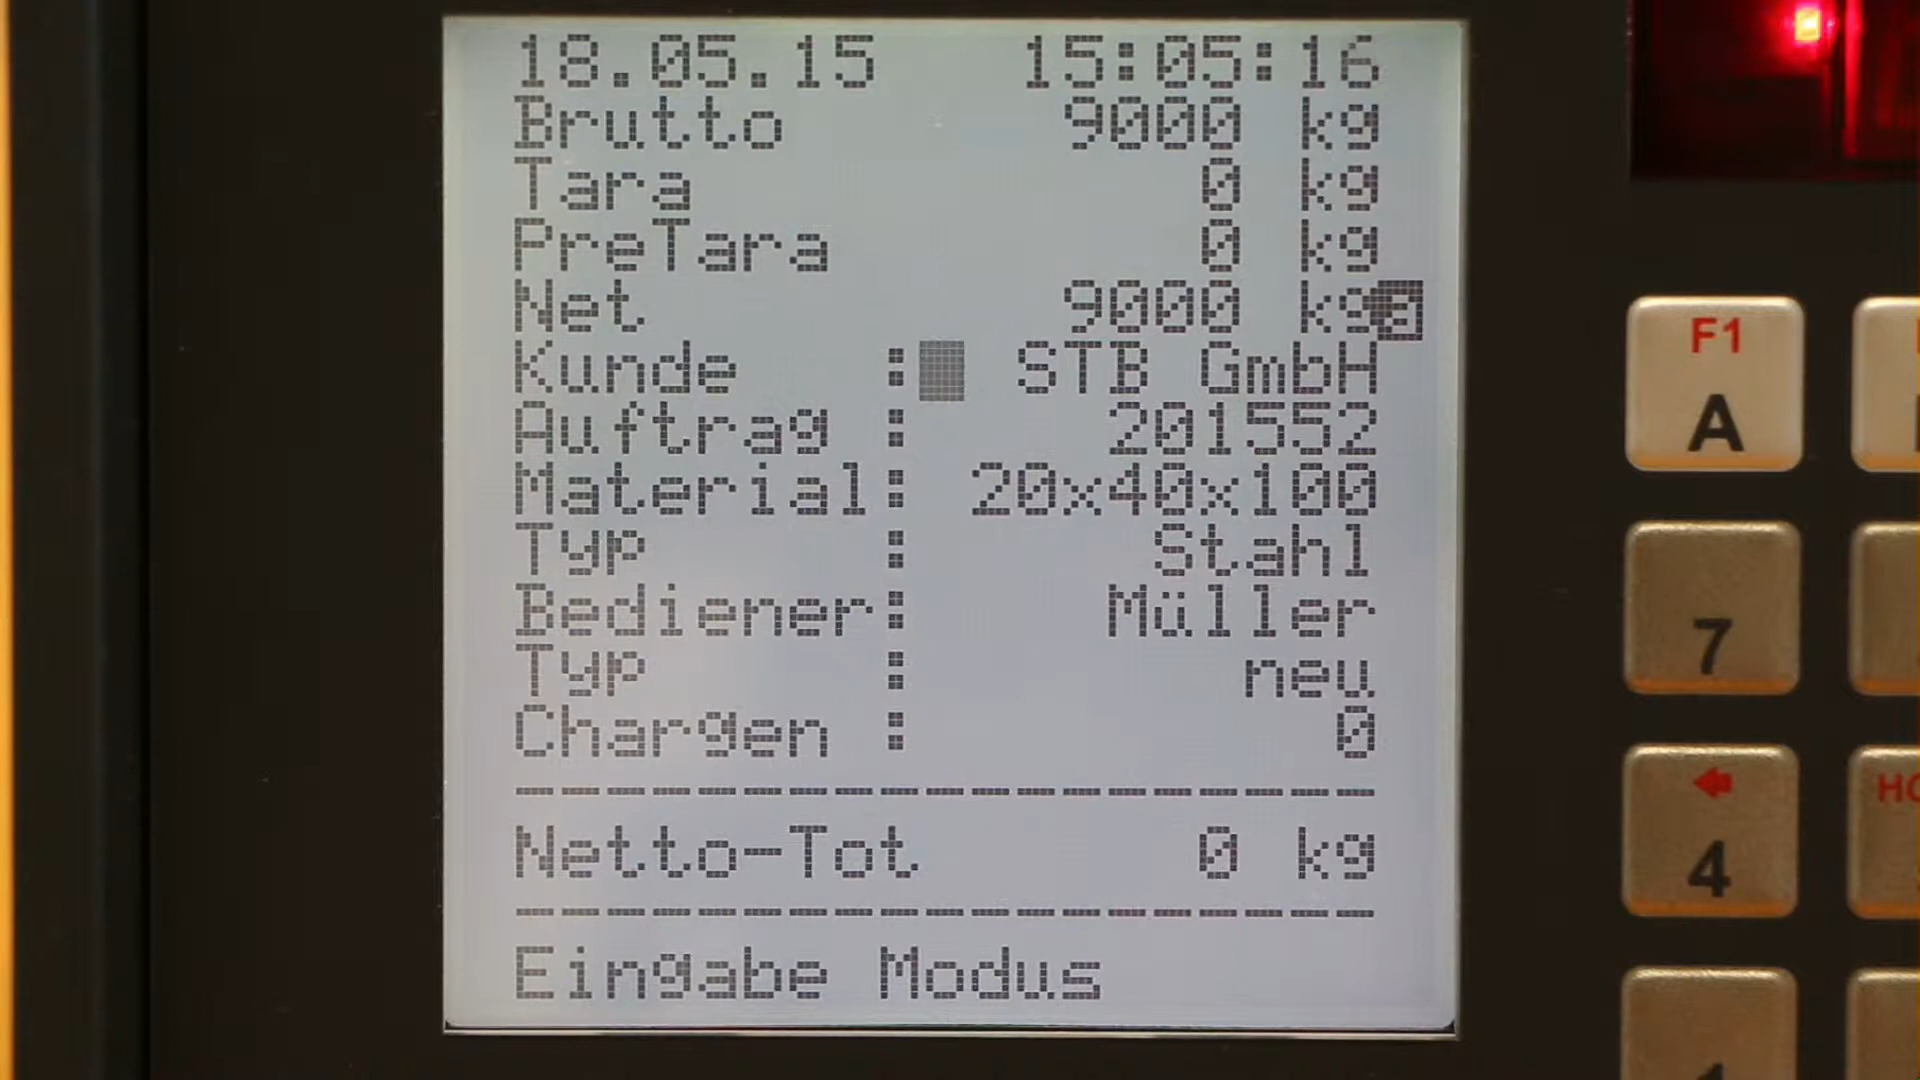 18.05.15 15:05:16
Brutto 9000 kg
Tara 0 kg
PreTara 0 kg
Net 9000 kg
Kunde : STB GmbH
Auftrag : 201552
Material: 20x40x100
Typ : Stahl
Bediener: Müller
Typ : neu
Chargen : 0
-------------------
Netto-Tot 0 kg
-------------------
Eingabe Modus
F1
A
7
4